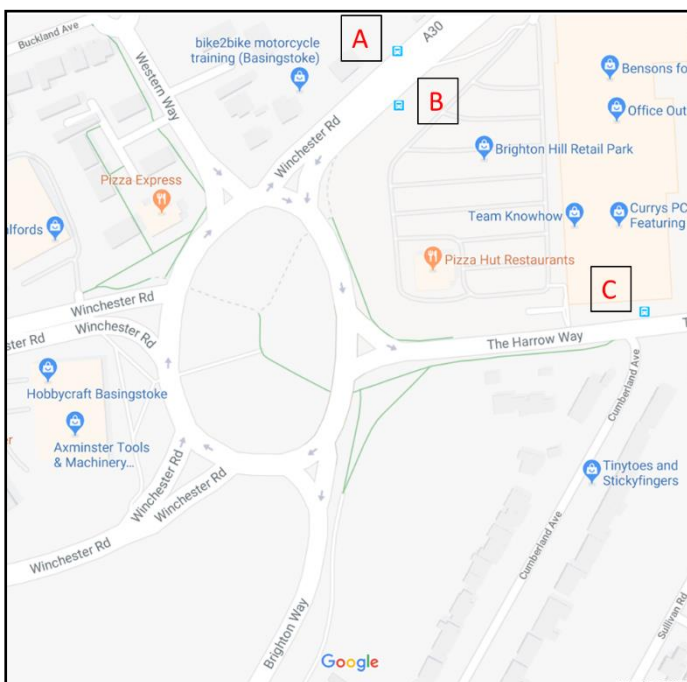 Buckland Ave
bike2bike motorcycle
training (Basingstoke)
A
A30
Bensons fo
Office Out
B
Western Way
Winchester Rd
Brighton Hill Retail Park
Pizza Express
Team Knowhow
Currys PC
Featuring
alfords
Pizza Hut Restaurants
C
Winchester Rd
ster Rd
Winchester Rd
The Harrow Way
T
Hobbycraft Basingstoke
Axminster Tools
& Machinery...
er
Cumberland Ave
Tinytoes and
Stickyfingers
Winchester Rd
Winchester Rd
Winchester Rd
Cumberland Ave
Sullivan Rd
Brighton Way
Google